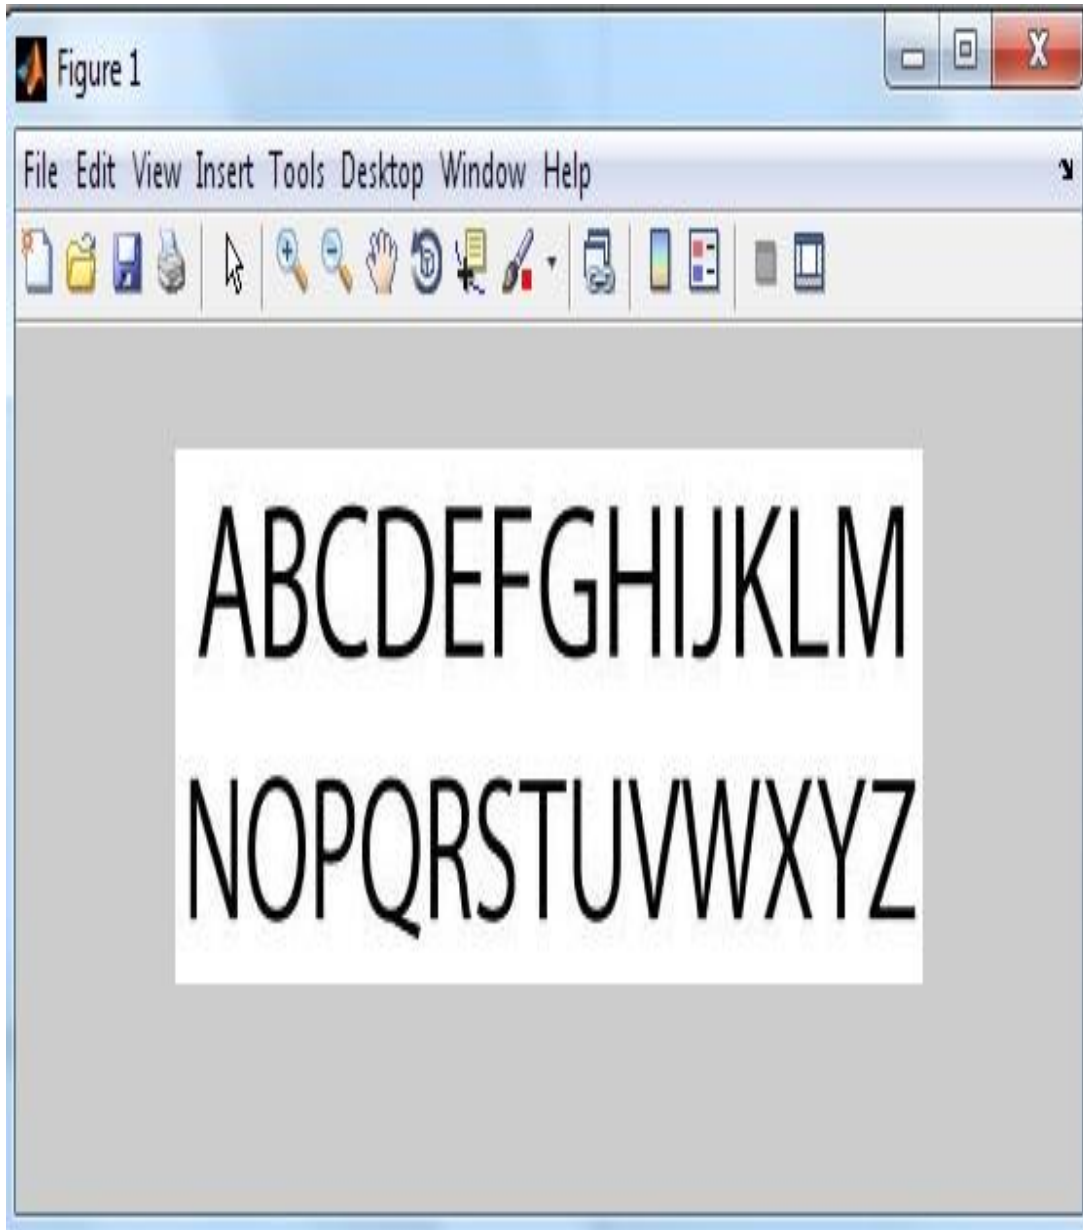 Figure 1
File Edit View Insert Tools Desktop Window Help
ABCDEFGHIJKLM
NOPQRSTUVWXYZ